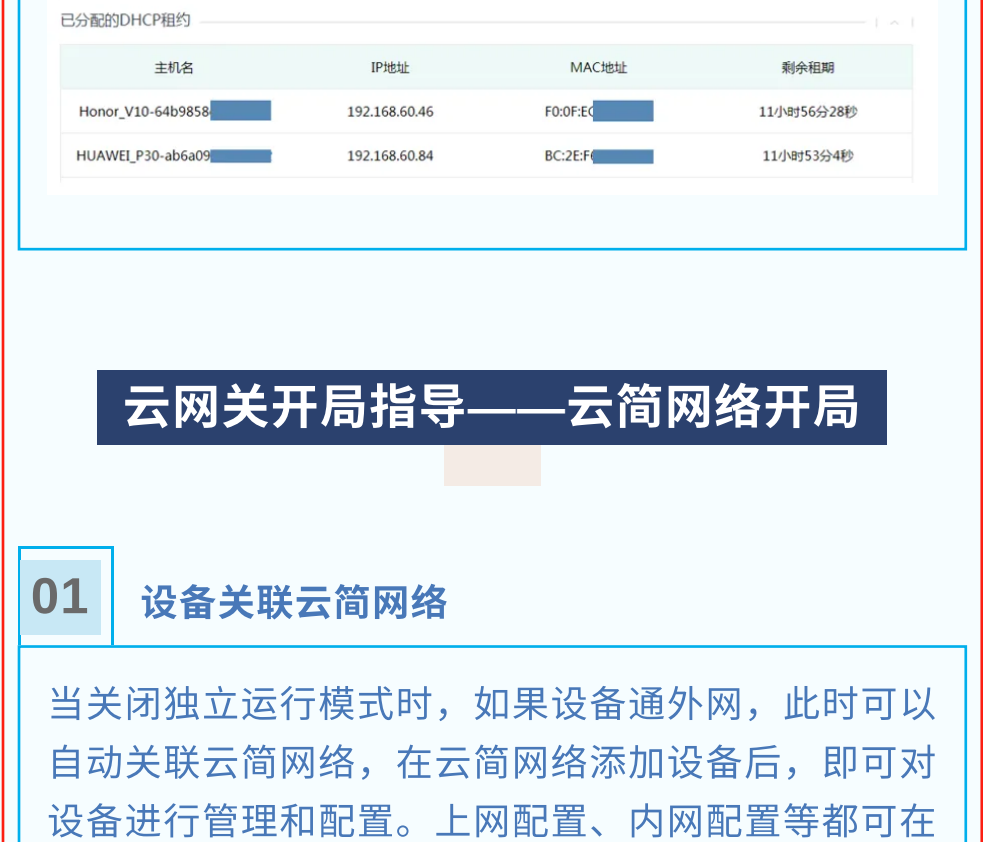 已分配的DHCP租约
主机名 IP地址 MAC地址 剩余租期
Honor_V10-64b9858 192.168.60.46 F0:0F:EC 11小时56分28秒
HUAWEI_P30-ab6a09 192.168.60.84 BC:2E:F 11小时53分4秒
云网关开局指导——云简网络开局
01 设备关联云简网络
当关闭独立运行模式时，如果设备通外网，此时可以
自动关联云简网络，在云简网络添加设备后，即可对
设备进行管理和配置。上网配置、内网配置等都可在